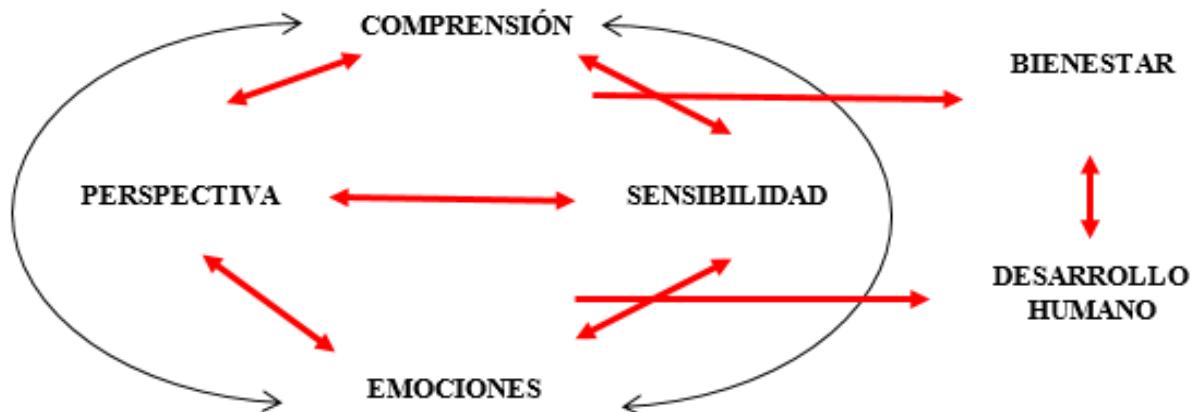 COMPRENSIÓN
BIENESTAR
PERSPECTIVA
SENSIBILIDAD
DESARROLLO
HUMANO
EMOCIONES